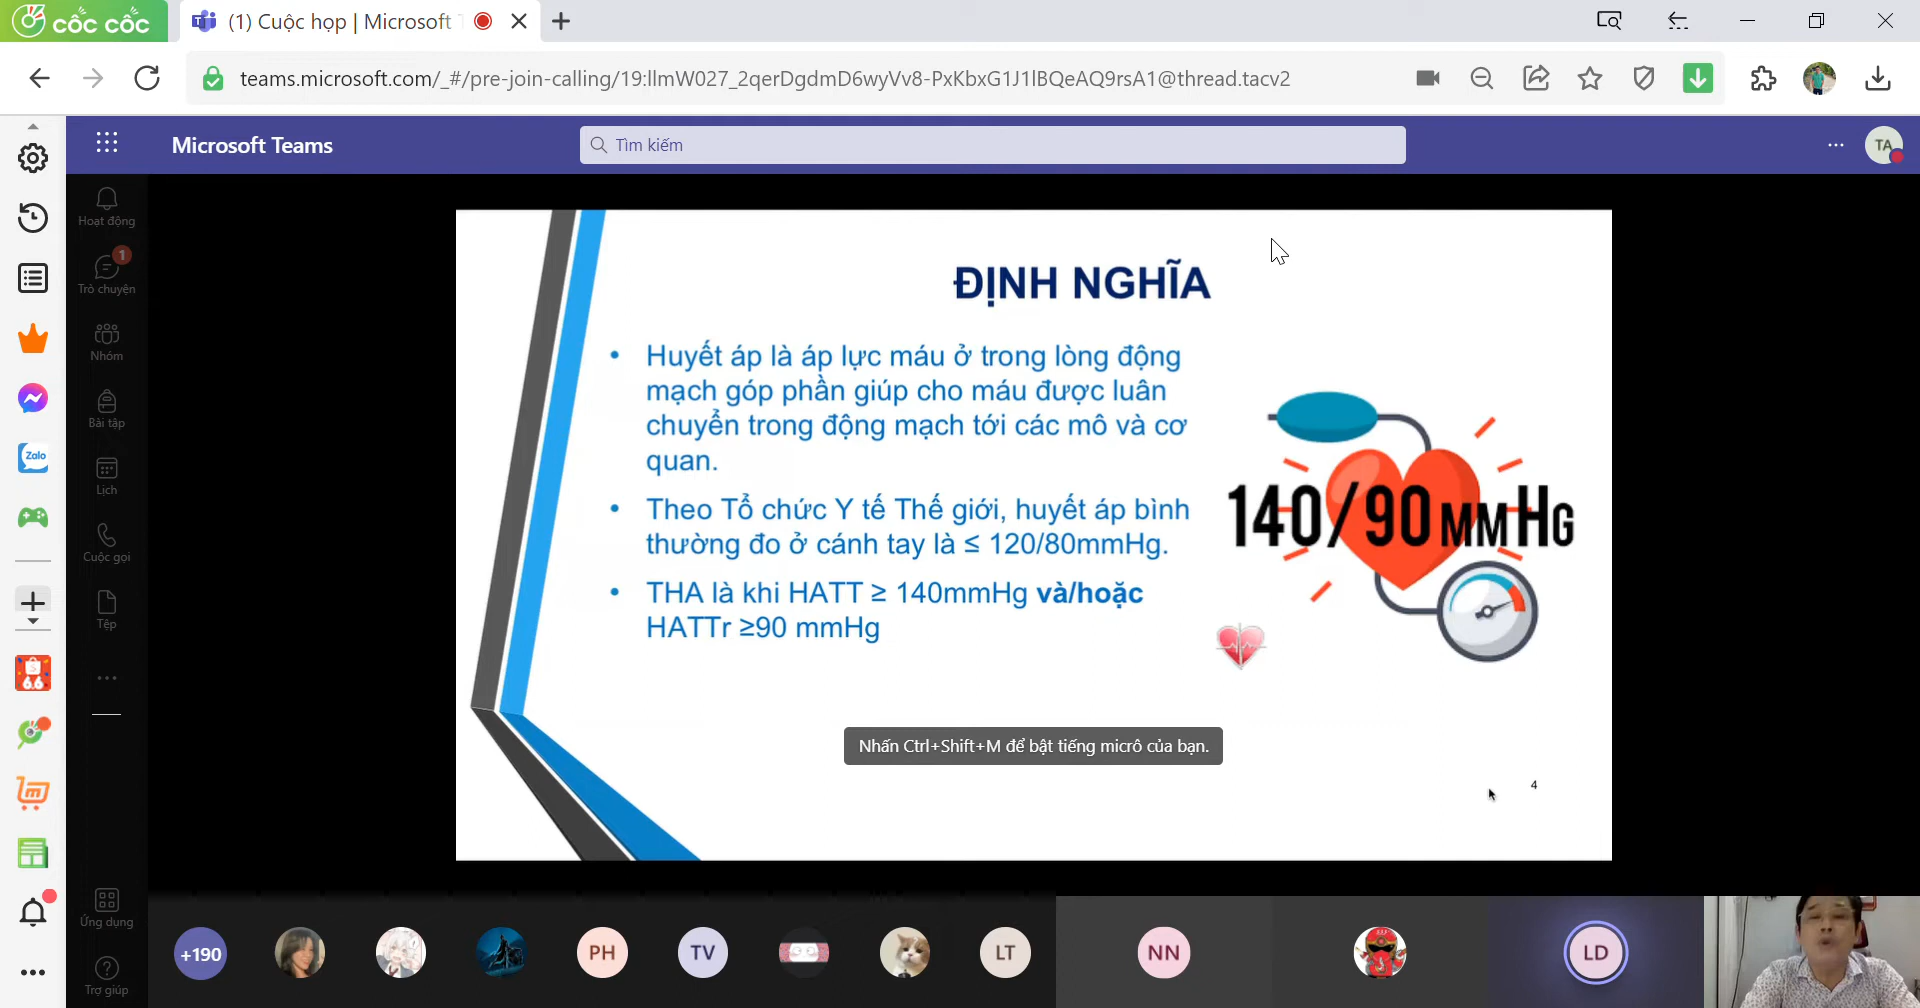 cốc cốc
(1) Cuộc họp | Microsoft T
teams.microsoft.com/_#/pre-join-calling/19:llmW027_2qerDgdmD6wyVv8-PxKbxG1J1lBQeAQ9rsA1@thread.tacv2
Microsoft Teams
Tìm kiếm
TA
Hoạt động
1
Trò chuyện
Nhóm
Bài tập
Zalo
Lịch
Cuộc gọi
Tệp
6.6
Ứng dụng
Trợ giúp
ĐỊNH NGHĨA
• Huyết áp là áp lực máu ở trong lòng động
mạch góp phần giúp cho máu được luân
chuyển trong động mạch tới các mô và cơ
quan.
• Theo Tổ chức Y tế Thế giới, huyết áp bình
thường đo ở cánh tay là ≤ 120/80mmHg.
• THA là khi HATT ≥ 140mmHg và/hoặc
HATTr ≥90 mmHg
140/90 MMHG
Nhấn Ctrl+Shift+M để bật tiếng micrô của bạn.
4
+190
PH
TV
LT
NN
LD